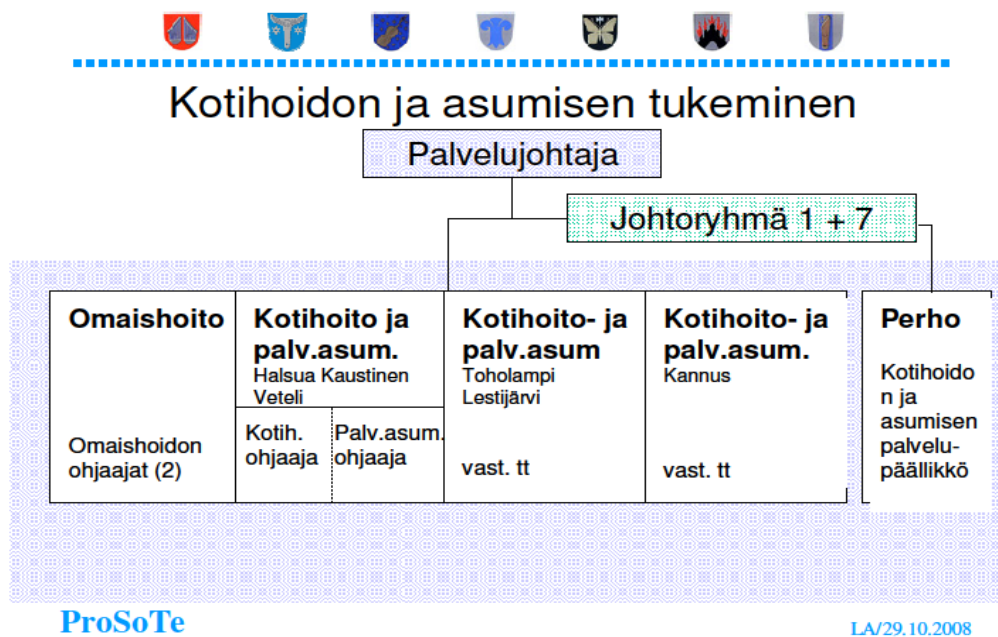 Kotihoidon ja asumisen tukeminen
Palvelujohtaja
Johtoryhmä 1 + 7
Omaishoito
Omaishoidon
ohjaajat (2)
Kotihoito ja
palv.asum.
Halsua Kaustinen
Veteli
Kotih.
ohjaaja
Palv.asum.
ohjaaja
Kotihoito- ja
palv.asum
Toholampi
Lestijärvi
vast. tt
Kotihoito- ja
palv.asum.
Kannus
vast. tt
Perho
Kotihoido
n ja
asumisen
palvelu-
päällikkö
ProSoTe
LA/29.10.2008